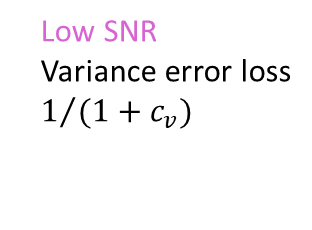 Low SNR
Variance error loss
1/(1 + c_v)